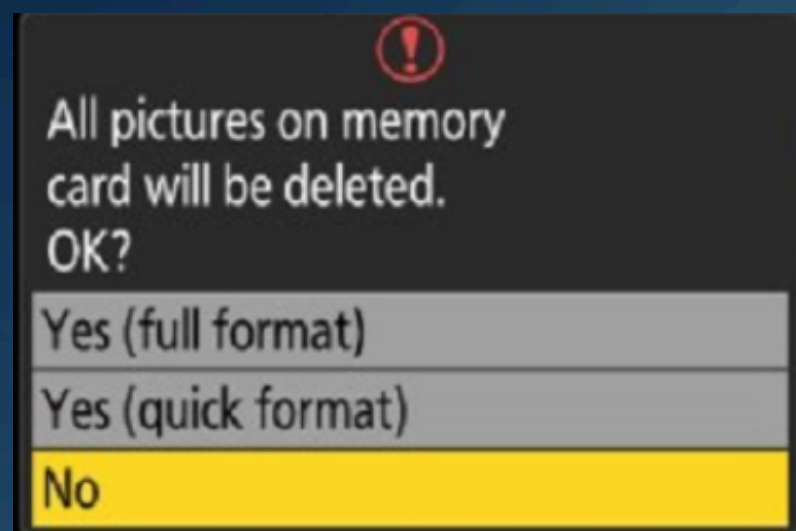 All pictures on memory
card will be deleted.
OK?
Yes (full format)
Yes (quick format)
No